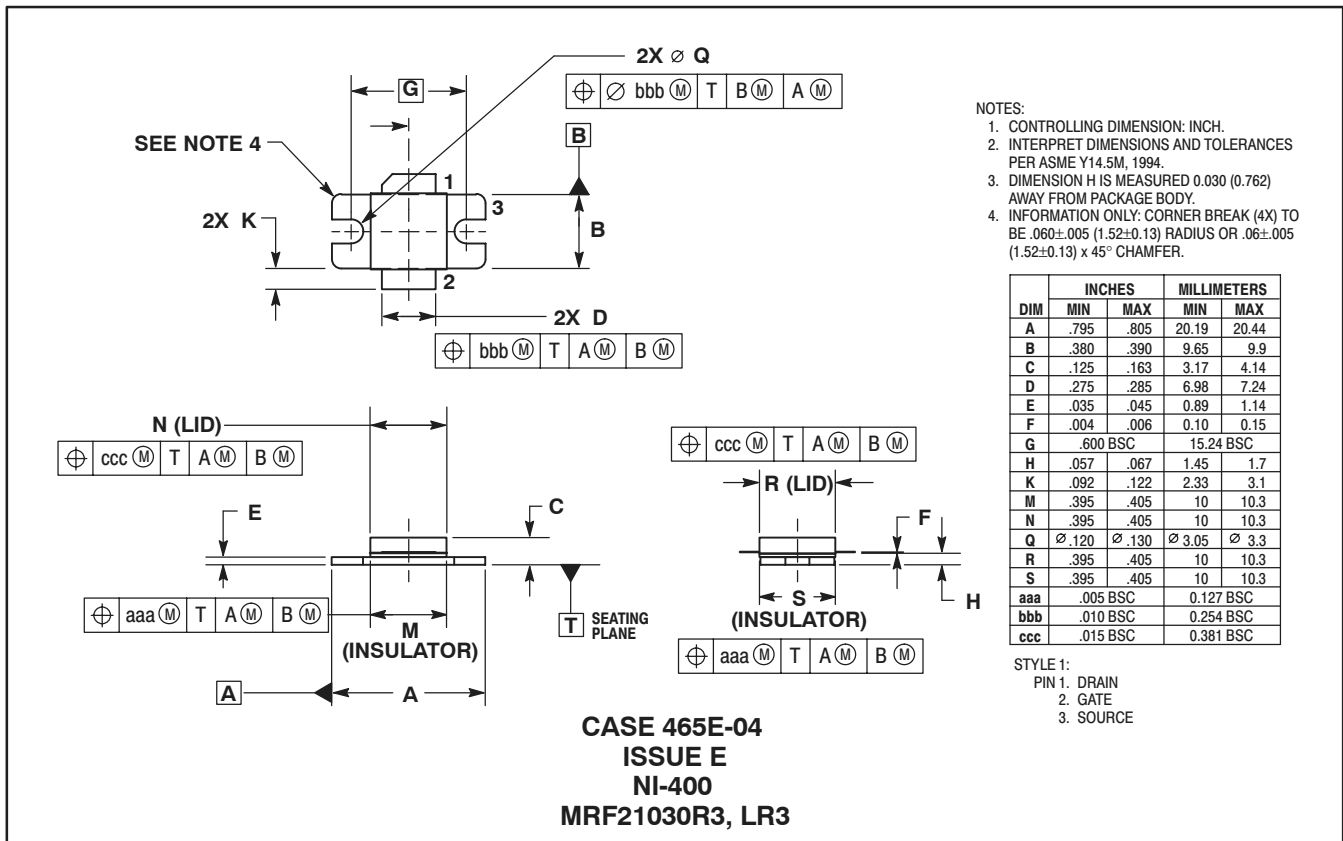 2X ⌀ Q
⌖ ⌀ bbb Ⓜ T B Ⓜ A Ⓜ
G
B
SEE NOTE 4
1
3
2X K
B
2
2X D
⌖ bbb Ⓜ T A Ⓜ B Ⓜ
N (LID)
⌖ ccc Ⓜ T A Ⓜ B Ⓜ
E
C
⌖ aaa Ⓜ T A Ⓜ B Ⓜ
M
(INSULATOR)
T SEATING
PLANE
A
A
⌖ ccc Ⓜ T A Ⓜ B Ⓜ
R (LID)
F
H
S
(INSULATOR)
⌖ aaa Ⓜ T A Ⓜ B Ⓜ
NOTES:
1. CONTROLLING DIMENSION: INCH.
2. INTERPRET DIMENSIONS AND TOLERANCES
PER ASME Y14.5M, 1994.
3. DIMENSION H IS MEASURED 0.030 (0.762)
AWAY FROM PACKAGE BODY.
4. INFORMATION ONLY: CORNER BREAK (4X) TO
BE .060±.005 (1.52±0.13) RADIUS OR .06±.005
(1.52±0.13) x 45° CHAMFER.
INCHES MILLIMETERS
DIM MIN MAX MIN MAX
A .795 .805 20.19 20.44
B .380 .390 9.65 9.9
C .125 .163 3.17 4.14
D .275 .285 6.98 7.24
E .035 .045 0.89 1.14
F .004 .006 0.10 0.15
G .600 BSC 15.24 BSC
H .057 .067 1.45 1.7
K .092 .122 2.33 3.1
M .395 .405 10 10.3
N .395 .405 10 10.3
Q ⌀ .120 ⌀ .130 ⌀ 3.05 ⌀ 3.3
R .395 .405 10 10.3
S .395 .405 10 10.3
aaa .005 BSC 0.127 BSC
bbb .010 BSC 0.254 BSC
ccc .015 BSC 0.381 BSC
STYLE 1:
PIN 1. DRAIN
2. GATE
3. SOURCE
CASE 465E-04
ISSUE E
NI-400
MRF21030R3, LR3